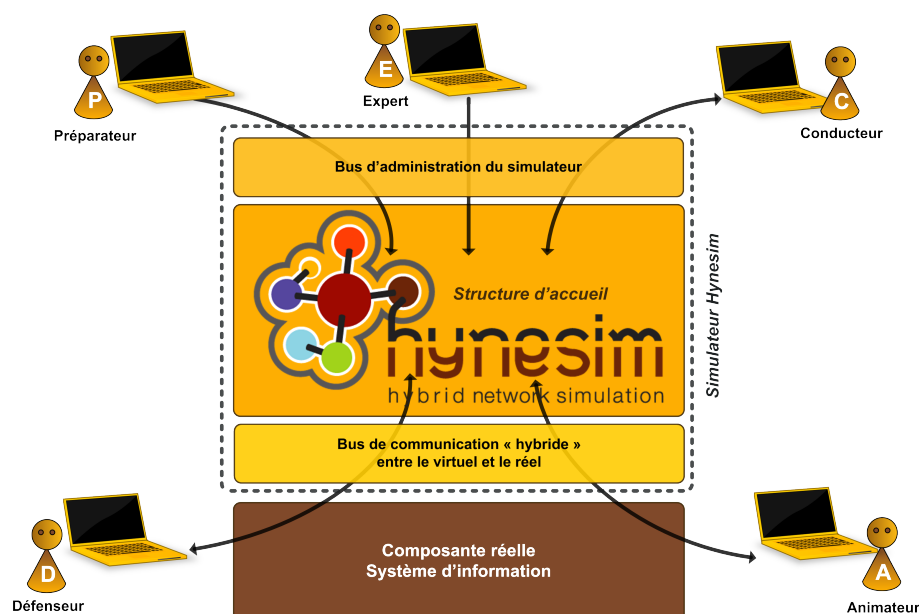 P
E
C
Préparateur
Expert
Conducteur
Bus d’administration du simulateur
Structure d’accueil
hynesim
hybrid network simulation
Simulateur Hynesim
Bus de communication « hybride »
entre le virtuel et le réel
Composante réelle
Système d’information
D
A
Défenseur
Animateur